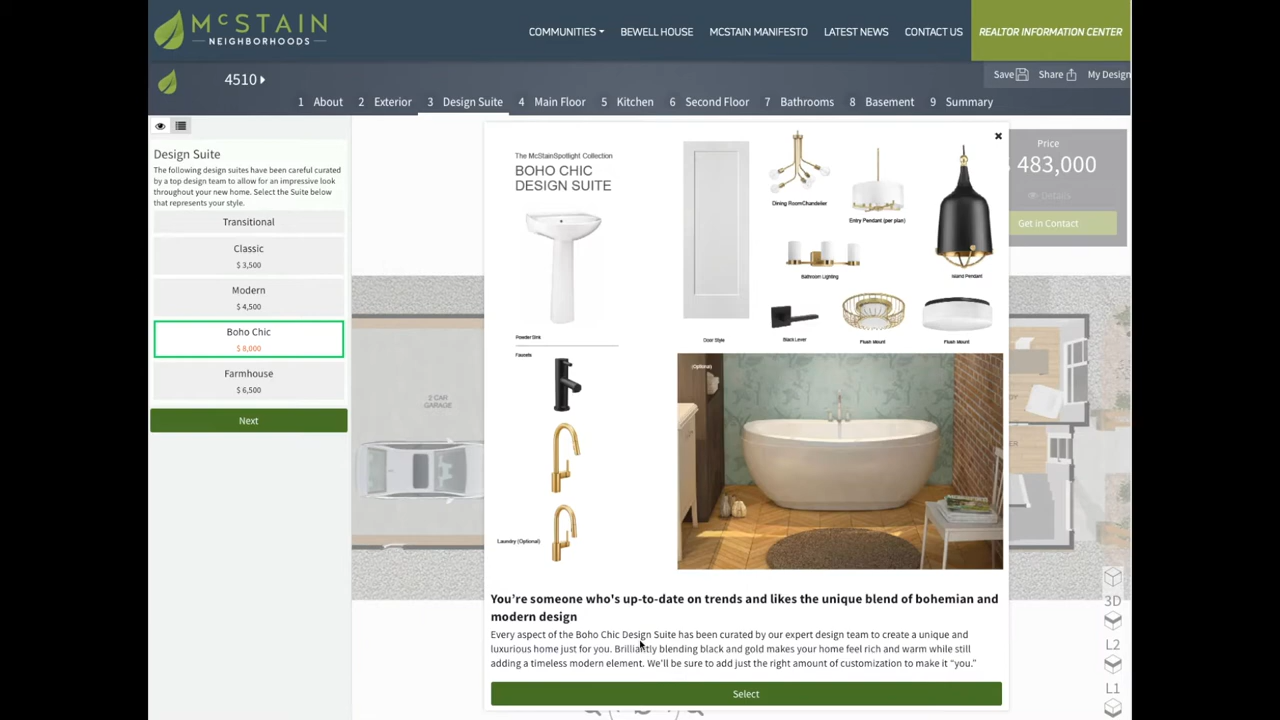 McSTAIN
NEIGHBORHOODS
COMMUNITIES
BEWELL HOUSE
MCSTAIN MANIFESTO
LATEST NEWS
CONTACT US
REALTOR INFORMATION CENTER
4510
Save
Share
My Design
1 About
2 Exterior
3 Design Suite
4 Main Floor
5 Kitchen
6 Second Floor
7 Bathrooms
8 Basement
9 Summary
Design Suite
The following design suites have been careful curated
by a top design team to allow for an impressive look
throughout your new home. Select the Suite below
that represents your style.
Transitional
Classic
$ 3,500
Modern
$ 4,500
Boho Chic
$ 8,000
Farmhouse
$ 6,500
Next
2 CAR
GARAGE
The McStainSpotlight Collection
BOHO CHIC
DESIGN SUITE
Powder Sink
Faucets
Laundry (Optional)
Door Style
Dining RoomChandelier
Entry Pendant (per plan)
Island Pendant
Bathroom Lighting
Black Lever
Flush Mount
Flush Mount
(Optional)
You're someone who's up-to-date on trends and likes the unique blend of bohemian and
modern design
Every aspect of the Boho Chic Design Suite has been curated by our expert design team to create a unique and
luxurious home just for you. Brilliantly blending black and gold makes your home feel rich and warm while still
adding a timeless modern element. We'll be sure to add just the right amount of customization to make it "you."
Select
Price
483,000
Details
Get in Contact
3D
L2
L1